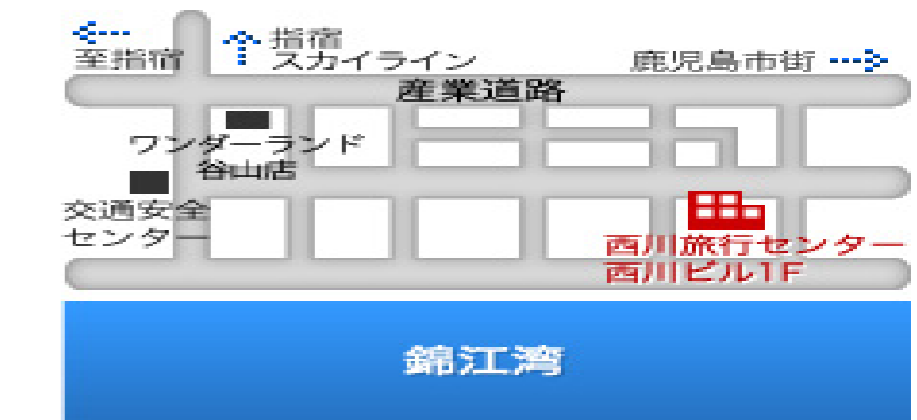 至指宿
指宿
スカイライン
鹿児島市街
産業道路
ワンダーランド
谷山店
交通安全
センター
西川旅行センター
西川ビル1F
錦江湾